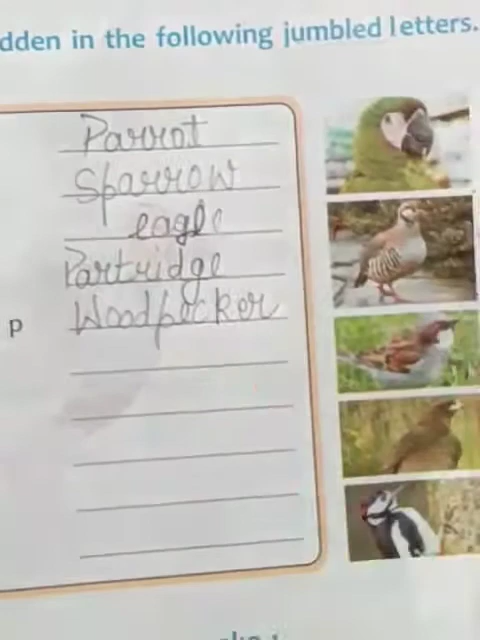 dden in the following jumbled letters.
Parrot
Sparrow
eagle
Partridge
p
Woodpecker